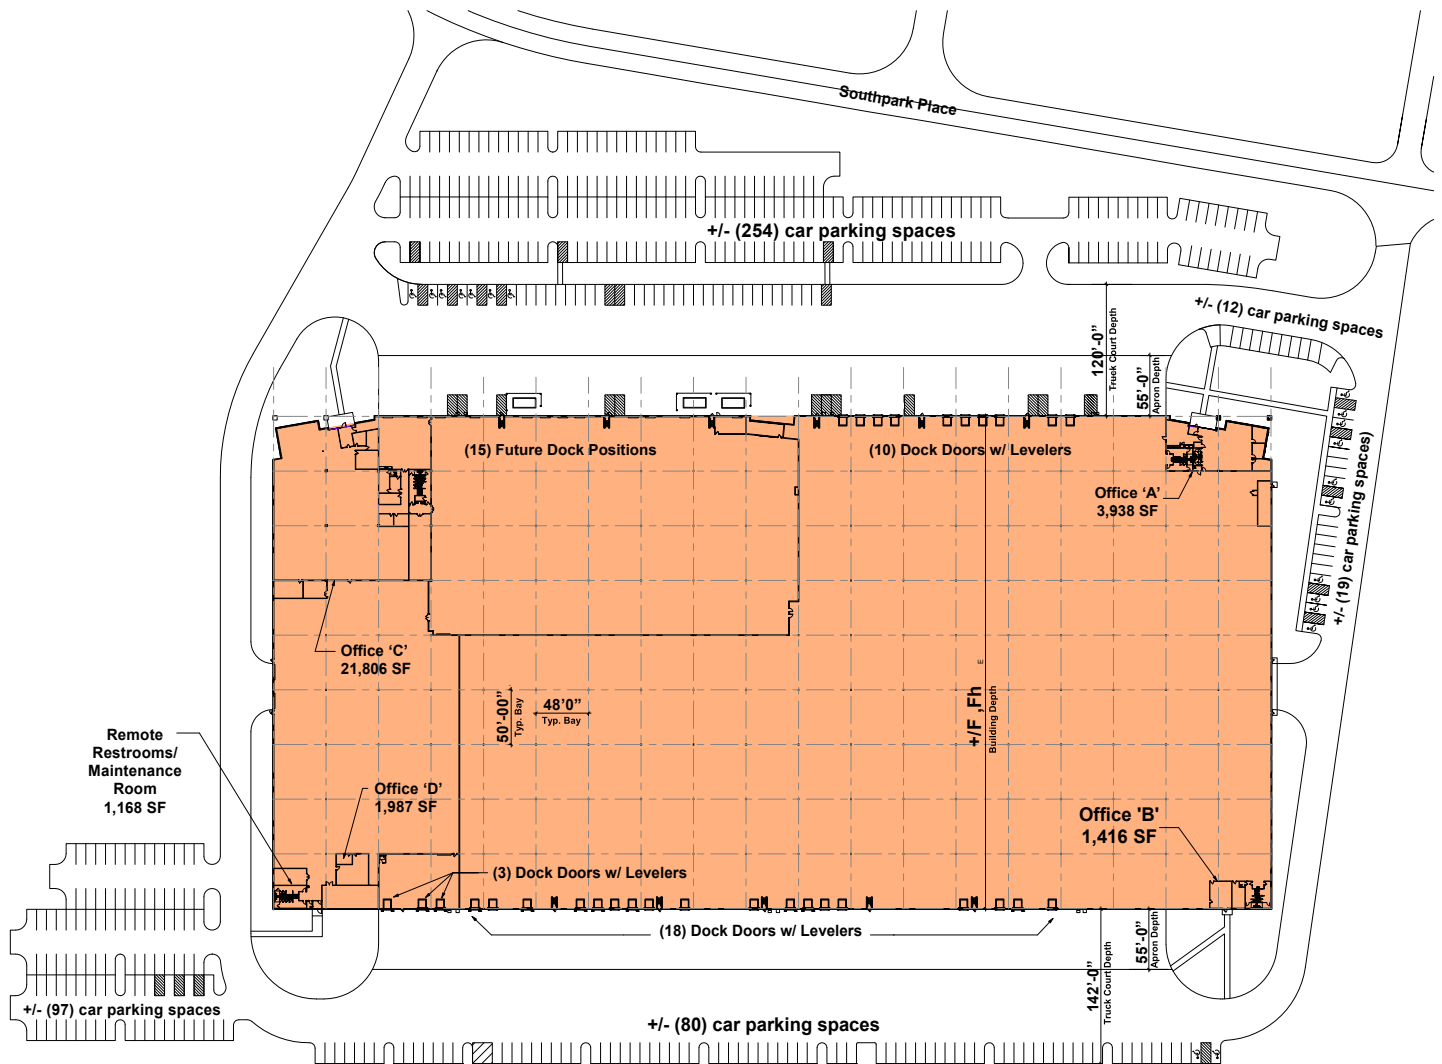 Southpark Place
+/- (254) car parking spaces
+/- (12) car parking spaces
120'-0"
Truck Court Depth
55'-0"
Apron Depth
(15) Future Dock Positions
(10) Dock Doors w/ Levelers
Office ‘A’
3,938 SF
+/- (19) car parking spaces)
Office ‘C’
21,806 SF
50'-00"
Typ. Bay
48'0"
Typ. Bay
E
+/F ,Fh
Building Depth
Remote
Restrooms/
Maintenance
Room
1,168 SF
Office ‘D’
1,987 SF
Office 'B'
1,416 SF
(3) Dock Doors w/ Levelers
(18) Dock Doors w/ Levelers
55'-0"
Apron Depth
142'-0"
Truck Court Depth
+/- (97) car parking spaces
+/- (80) car parking spaces